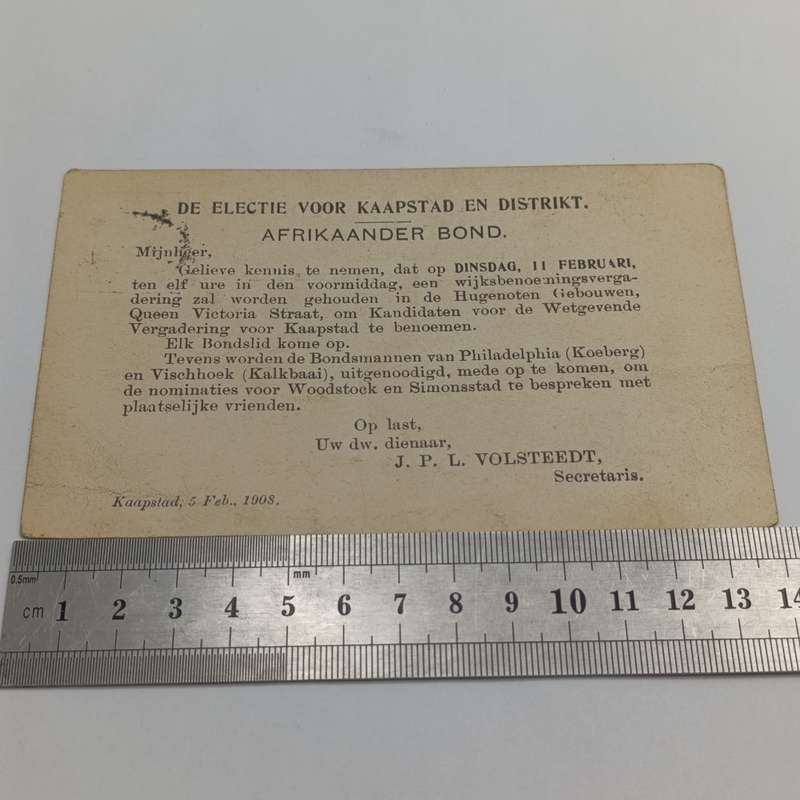 DE ELECTIE VOOR KAAPSTAD EN DISTRIKT.
AFRIKAANDER BOND.
Mijnheer,
Gelieve kennis te nemen, dat op DINSDAG, 11 FEBRUARI,
ten elf ure in den voormiddag, een wijksbenoemingsverga-
dering zal worden gehouden in de Hugenoten Gebouwen,
Queen Victoria Straat, om Kandidaten voor de Wetgevende
Vergadering voor Kaapstad te benoemen.
Elk Bondslid kome op.
Tevens worden de Bondsmannen van Philadelphia (Koeberg)
en Vischhoek (Kalkbaai), uitgenoodigd, mede op te komen, om
de nominaties voor Woodstock en Simonsstad te bespreken met
plaatselijke vrienden.
Op last,
Uw dw. dienaar,
J. P. L. VOLSTEEDT,
Secretaris.
Kaapstad, 5 Feb., 1908.
0.5mm mm
cm 1 2 3 4 5 6 7 8 9 10 11 12 13 14